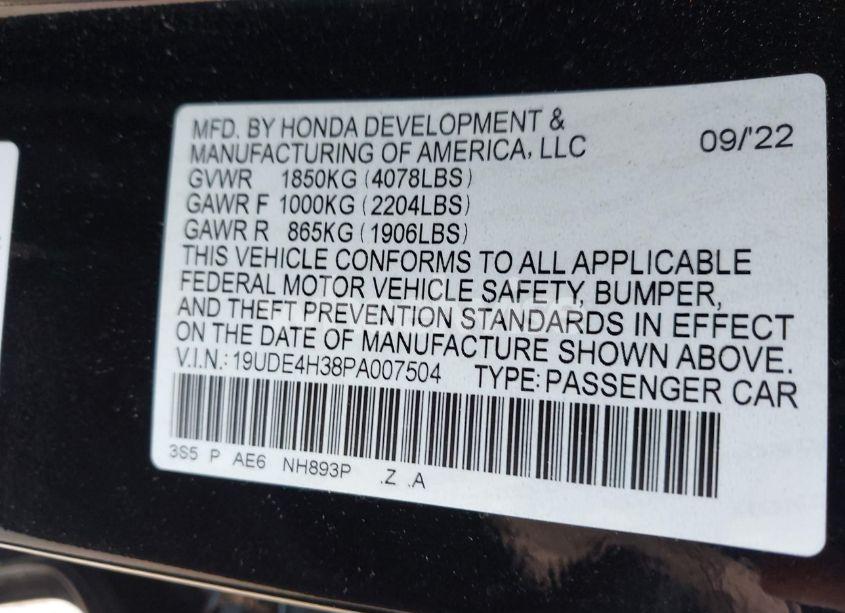 MFD. BY HONDA DEVELOPMENT &
MANUFACTURING OF AMERICA, LLC 09/'22
GVWR 1850KG (4078LBS)
GAWR F 1000KG (2204LBS)
GAWR R 865KG (1906LBS)
THIS VEHICLE CONFORMS TO ALL APPLICABLE
FEDERAL MOTOR VEHICLE SAFETY, BUMPER,
AND THEFT PREVENTION STANDARDS IN EFFECT
ON THE DATE OF MANUFACTURE SHOWN ABOVE.
V.I.N.: 19UDE4H38PA007504 TYPE: PASSENGER CAR
3S5 P AE6 NH893P .Z .A